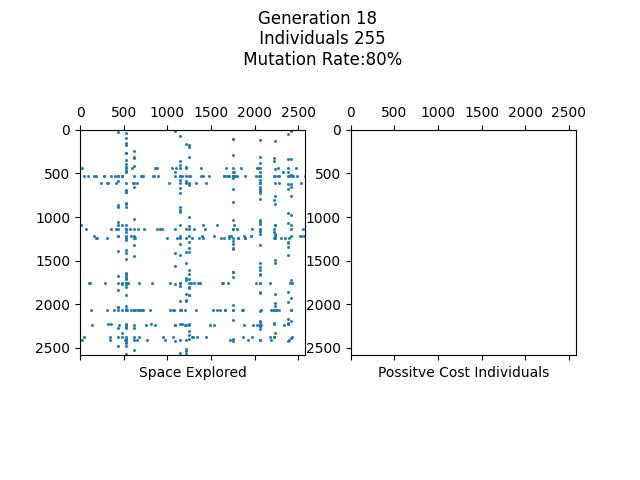 Generation 18
Individuals 255
Mutation Rate:80%
0 500 1000 1500 2000 2500
0 500 1000 1500 2000 2500
0
500
1000
1500
2000
2500
0
500
1000
1500
2000
2500
Space Explored
Possitve Cost Individuals